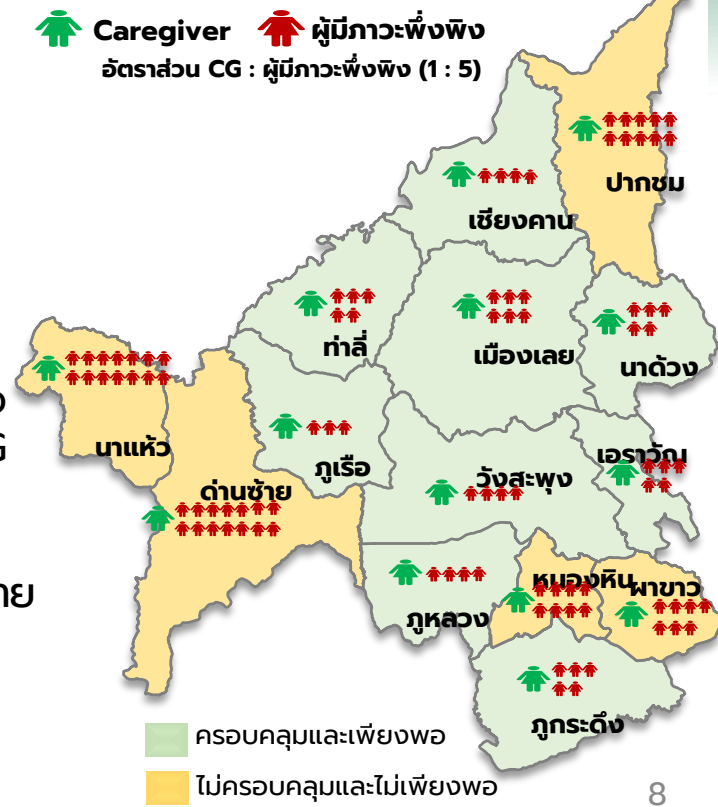 Caregiver ผู้มีภาวะพึ่งพิง
อัตราส่วน CG : ผู้มีภาวะพึ่งพิง (1 : 5)
ปากชม
เชียงคาน
ท่าลี่
เมืองเลย
นาด้วง
นาแห้ว
ภูเรือ
เอราวัณ
วังสะพุง
ด่านซ้าย
หนองหิน
ผาขาว
ภูหลวง
ภูกระดึง
ว
G
าย
ครอบคลุมและเพียงพอ
ไม่ครอบคลุมและไม่เพียงพอ
8